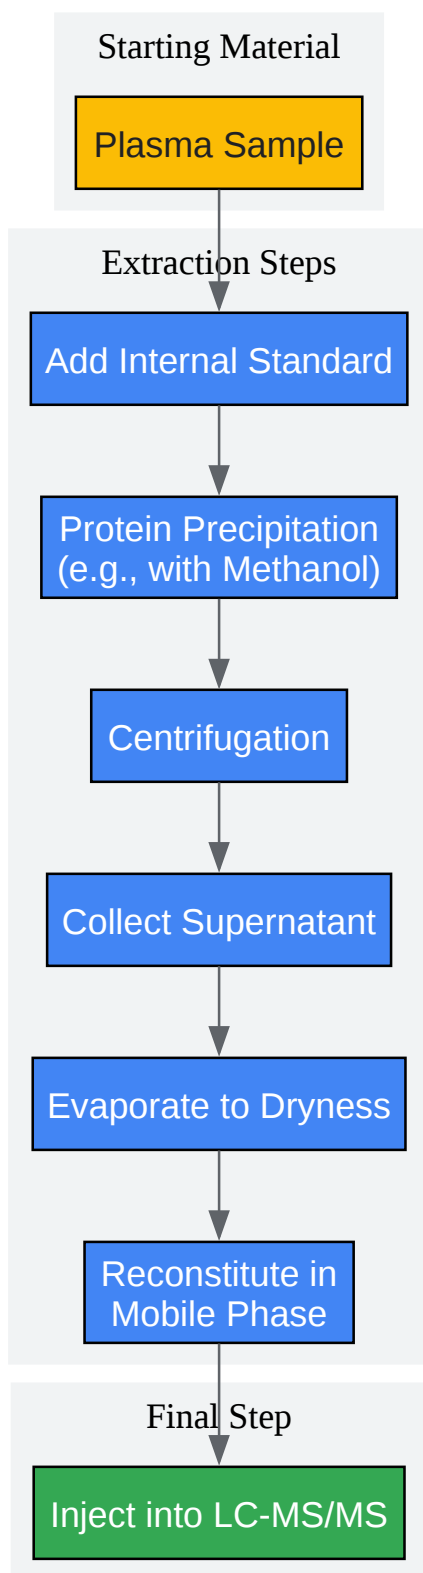 Starting Material
Plasma Sample
Extraction Steps
Add Internal Standard
Protein Precipitation
(e.g., with Methanol)
Centrifugation
Collect Supernatant
Evaporate to Dryness
Reconstitute in
Mobile Phase
Final Step
Inject into LC-MS/MS